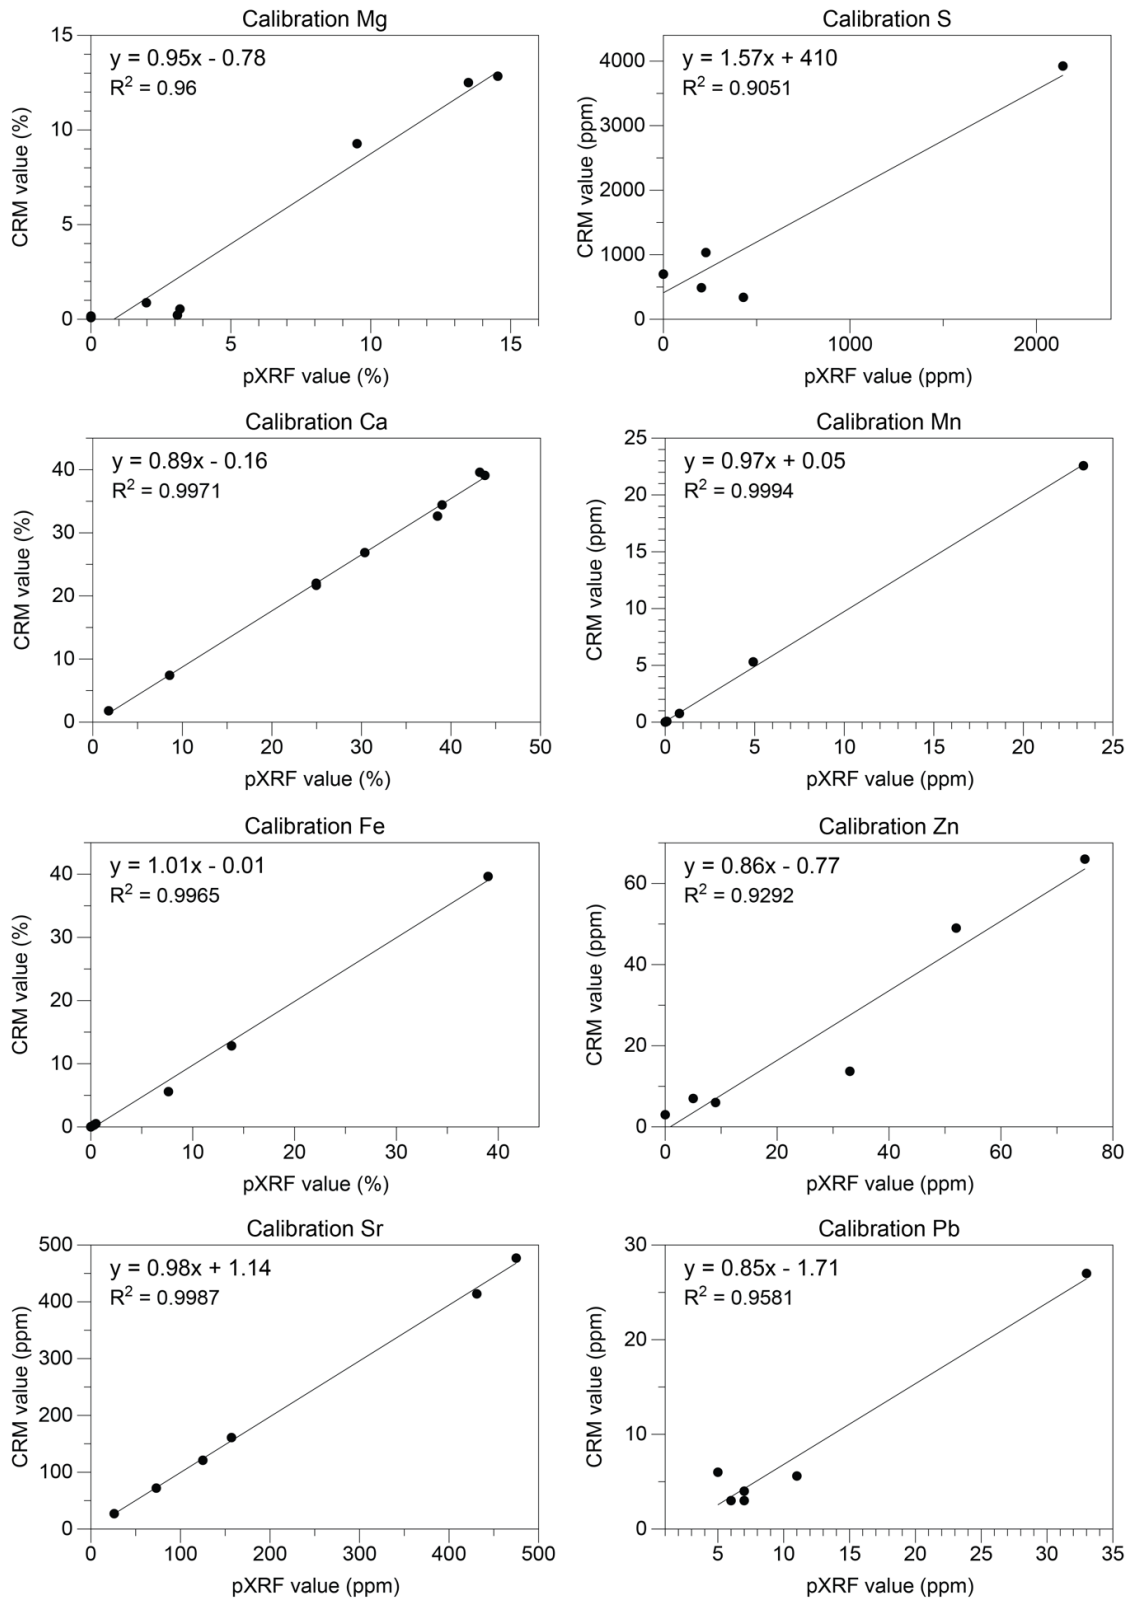 Calibration Mg
y = 0.95x - 0.78
R² = 0.96
15
10
5
0
CRM value (%)
0 5 10 15
pXRF value (%)
Calibration S
y = 1.57x + 410
R² = 0.9051
4000
3000
2000
1000
0
CRM value (ppm)
0 1000 2000
pXRF value (ppm)
Calibration Ca
y = 0.89x - 0.16
R² = 0.9971
40
30
20
10
0
CRM value (%)
0 10 20 30 40 50
pXRF value (%)
Calibration Mn
y = 0.97x + 0.05
R² = 0.9994
25
20
15
10
5
0
CRM value (ppm)
0 5 10 15 20 25
pXRF value (ppm)
Calibration Fe
y = 1.01x - 0.01
R² = 0.9965
40
30
20
10
0
CRM value (%)
0 10 20 30 40
pXRF value (%)
Calibration Zn
y = 0.86x - 0.77
R² = 0.9292
60
40
20
0
CRM value (ppm)
0 20 40 60 80
pXRF value (ppm)
Calibration Sr
y = 0.98x + 1.14
R² = 0.9987
500
400
300
200
100
0
CRM value (ppm)
0 100 200 300 400 500
pXRF value (ppm)
Calibration Pb
y = 0.85x - 1.71
R² = 0.9581
30
20
10
0
CRM value (ppm)
5 10 15 20 25 30 35
pXRF value (ppm)